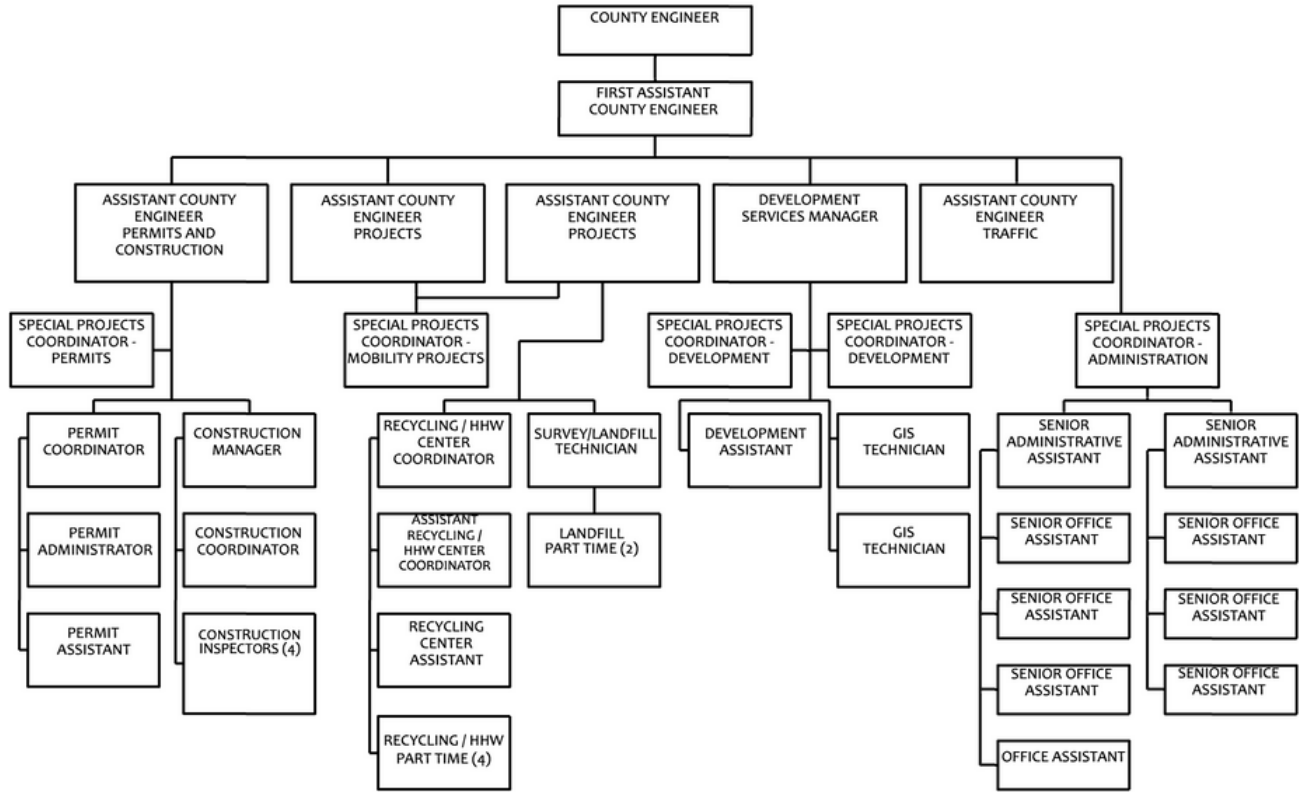 COUNTY ENGINEER
FIRST ASSISTANT
COUNTY ENGINEER
ASSISTANT COUNTY
ENGINEER
PERMITS AND
CONSTRUCTION
ASSISTANT COUNTY
ENGINEER
PROJECTS
ASSISTANT COUNTY
ENGINEER
PROJECTS
DEVELOPMENT
SERVICES MANAGER
ASSISTANT COUNTY
ENGINEER
TRAFFIC
SPECIAL PROJECTS
COORDINATOR -
PERMITS
SPECIAL PROJECTS
COORDINATOR -
MOBILITY PROJECTS
SPECIAL PROJECTS
COORDINATOR -
DEVELOPMENT
SPECIAL PROJECTS
COORDINATOR -
DEVELOPMENT
SPECIAL PROJECTS
COORDINATOR -
ADMINISTRATION
PERMIT
COORDINATOR
CONSTRUCTION
MANAGER
RECYCLING / HHW
CENTER
COORDINATOR
SURVEY/LANDFILL
TECHNICIAN
DEVELOPMENT
ASSISTANT
GIS
TECHNICIAN
SENIOR
ADMINISTRATIVE
ASSISTANT
SENIOR
ADMINISTRATIVE
ASSISTANT
PERMIT
ADMINISTRATOR
CONSTRUCTION
COORDINATOR
ASSISTANT
RECYCLING /
HHW CENTER
COORDINATOR
LANDFILL
PART TIME (2)
GIS
TECHNICIAN
SENIOR OFFICE
ASSISTANT
SENIOR OFFICE
ASSISTANT
PERMIT
ASSISTANT
CONSTRUCTION
INSPECTORS (4)
RECYCLING
CENTER
ASSISTANT
SENIOR OFFICE
ASSISTANT
SENIOR OFFICE
ASSISTANT
SENIOR OFFICE
ASSISTANT
SENIOR OFFICE
ASSISTANT
RECYCLING / HHW
PART TIME (4)
OFFICE ASSISTANT